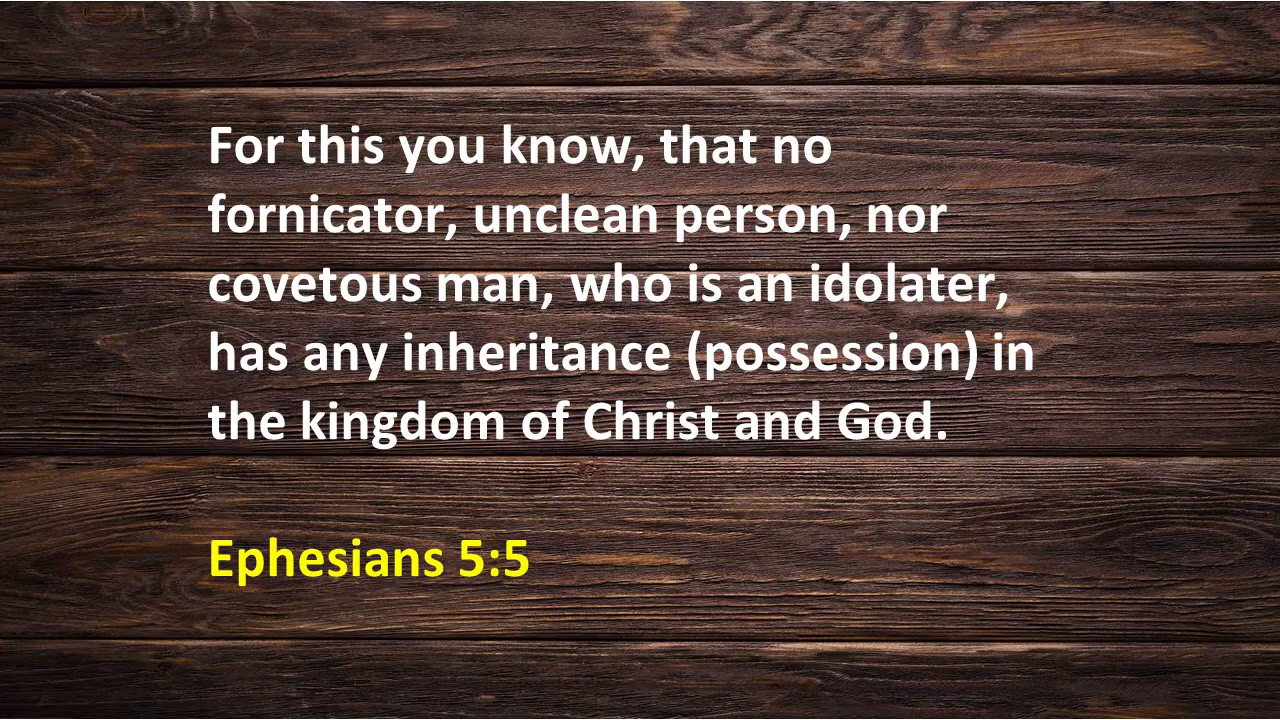 For this you know, that no
fornicator, unclean person, nor
covetous man, who is an idolater,
has any inheritance (possession) in
the kingdom of Christ and God.
Ephesians 5:5